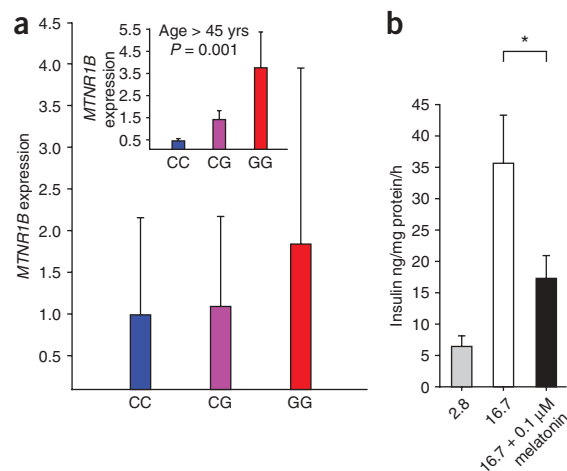 a
MTNR1B expression
4.5
4.0
3.5
3.0
2.5
2.0
1.5
1.0
0.5
CC
CG
GG
MTNR1B
expression
5.5
4.5
3.5
2.5
1.5
0.5
Age > 45 yrs
P = 0.001
CC
CG
GG
b
*
Insulin ng/mg protein/h
45
40
35
30
25
20
15
10
5
0
2.8
16.7
16.7 + 0.1 μM
melatonin